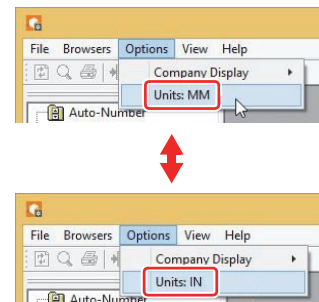 File Browsers Options View Help
Company Display
Units: MM
Auto-Number
File Browsers Options View Help
Company Display
Units: IN
Auto-Number